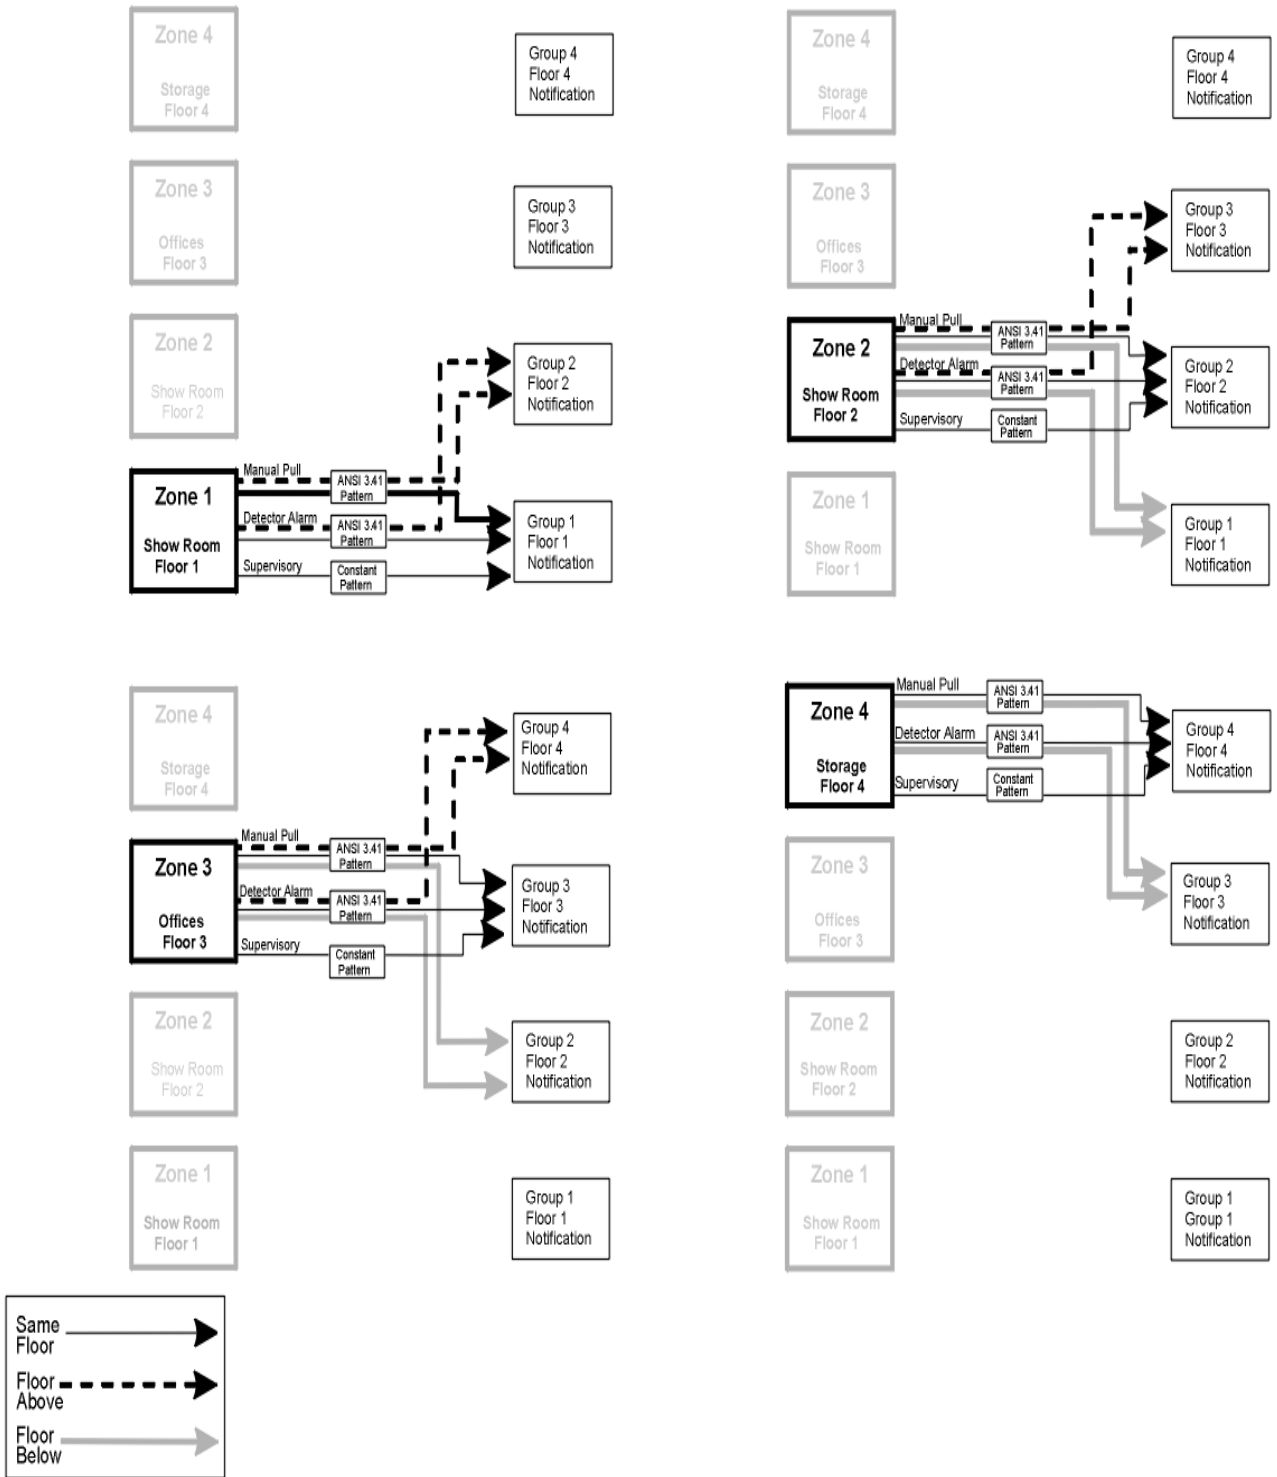 Zone 4
Storage
Floor 4
Group 4
Floor 4
Notification
Zone 3
Offices
Floor 3
Group 3
Floor 3
Notification
Zone 2
Show Room
Floor 2
Group 2
Floor 2
Notification
Zone 1
Show Room
Floor 1
Manual Pull
ANSI 3.41
Pattern
Detector Alarm
ANSI 3.41
Pattern
Supervisory
Constant
Pattern
Group 1
Floor 1
Notification
Zone 4
Storage
Floor 4
Group 4
Floor 4
Notification
Zone 3
Offices
Floor 3
Group 3
Floor 3
Notification
Zone 2
Show Room
Floor 2
Manual Pull
ANSI 3.41
Pattern
Detector Alarm
ANSI 3.41
Pattern
Supervisory
Constant
Pattern
Group 2
Floor 2
Notification
Zone 1
Show Room
Floor 1
Group 1
Floor 1
Notification
Zone 4
Storage
Floor 4
Group 4
Floor 4
Notification
Zone 3
Offices
Floor 3
Manual Pull
ANSI 3.41
Pattern
Detector Alarm
ANSI 3.41
Pattern
Supervisory
Constant
Pattern
Group 3
Floor 3
Notification
Zone 2
Show Room
Floor 2
Group 2
Floor 2
Notification
Zone 1
Show Room
Floor 1
Group 1
Floor 1
Notification
Zone 4
Storage
Floor 4
Manual Pull
ANSI 3.41
Pattern
Detector Alarm
ANSI 3.41
Pattern
Supervisory
Constant
Pattern
Group 4
Floor 4
Notification
Zone 3
Offices
Floor 3
Group 3
Floor 3
Notification
Zone 2
Show Room
Floor 2
Group 2
Floor 2
Notification
Zone 1
Show Room
Floor 1
Group 1
Group 1
Notification
Same
Floor
Floor
Above
Floor
Below